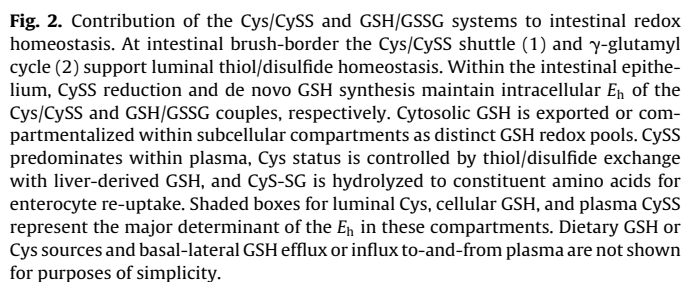 Fig. 2. Contribution of the Cys/CySS and GSH/GSSG systems to intestinal redox
homeostasis. At intestinal brush-border the Cys/CySS shuttle (1) and γ-glutamyl
cycle (2) support luminal thiol/disulfide homeostasis. Within the intestinal epithe-
lium, CySS reduction and de novo GSH synthesis maintain intracellular Eh of the
Cys/CySS and GSH/GSSG couples, respectively. Cytosolic GSH is exported or com-
partmentalized within subcellular compartments as distinct GSH redox pools. CySS
predominates within plasma, Cys status is controlled by thiol/disulfide exchange
with liver-derived GSH, and CyS-SG is hydrolyzed to constituent amino acids for
enterocyte re-uptake. Shaded boxes for luminal Cys, cellular GSH, and plasma CySS
represent the major determinant of the Eh in these compartments. Dietary GSH or
Cys sources and basal-lateral GSH efflux or influx to-and-from plasma are not shown
for purposes of simplicity.